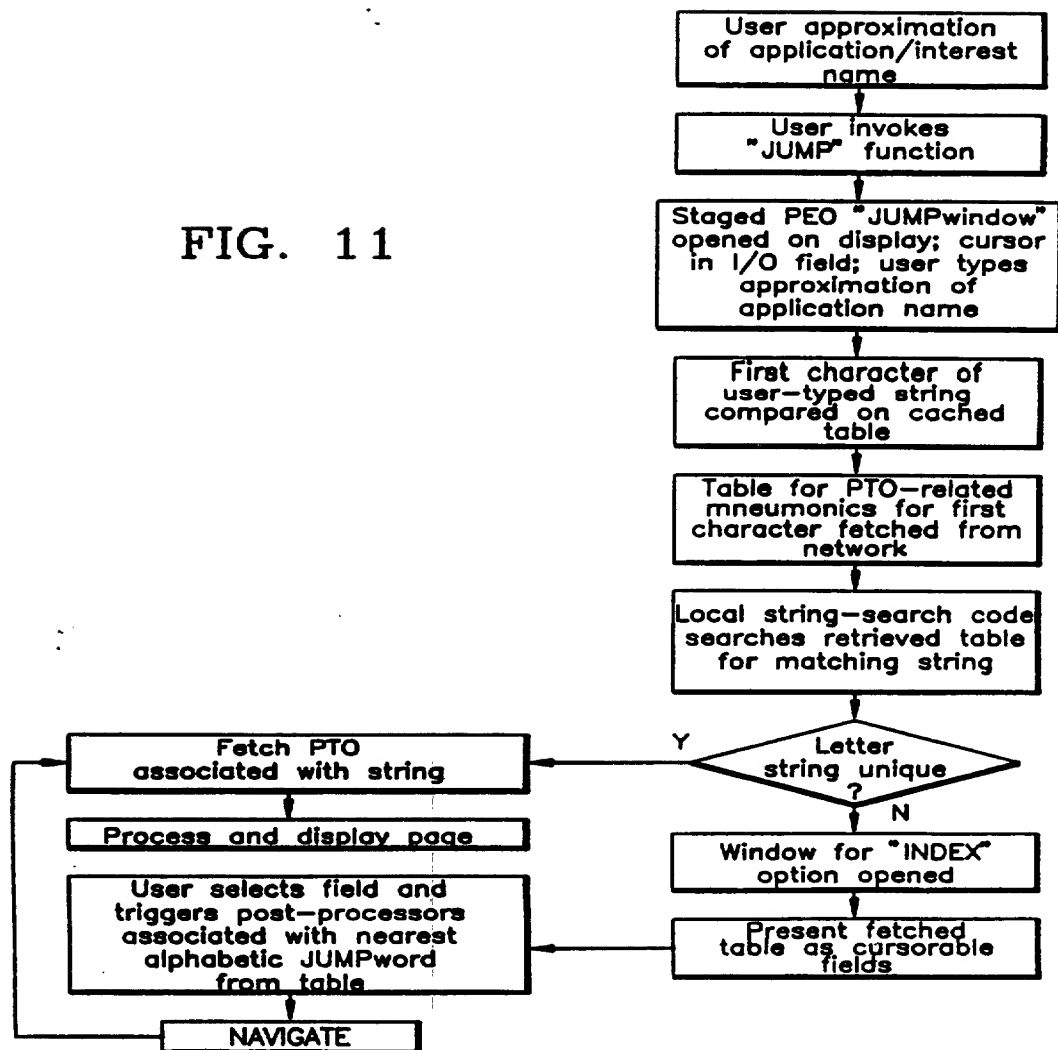 FIG. 11
User approximation
of application/interest
name
User invokes
"JUMP" function
Staged PEO "JUMPwindow"
opened on display; cursor
in I/O field; user types
approximation of
application name
First character of
user-typed string
compared on cached
table
Table for PTO-related
mneumonics for first
character fetched from
network
Local string-search code
searches retrieved table
for matching string
Letter
string unique
?
Y
N
Fetch PTO
associated with string
Process and display page
Window for "INDEX"
option opened
Present fetched
table as cursorable
fields
User selects field and
triggers post-processors
associated with nearest
alphabetic JUMPword
from table
NAVIGATE